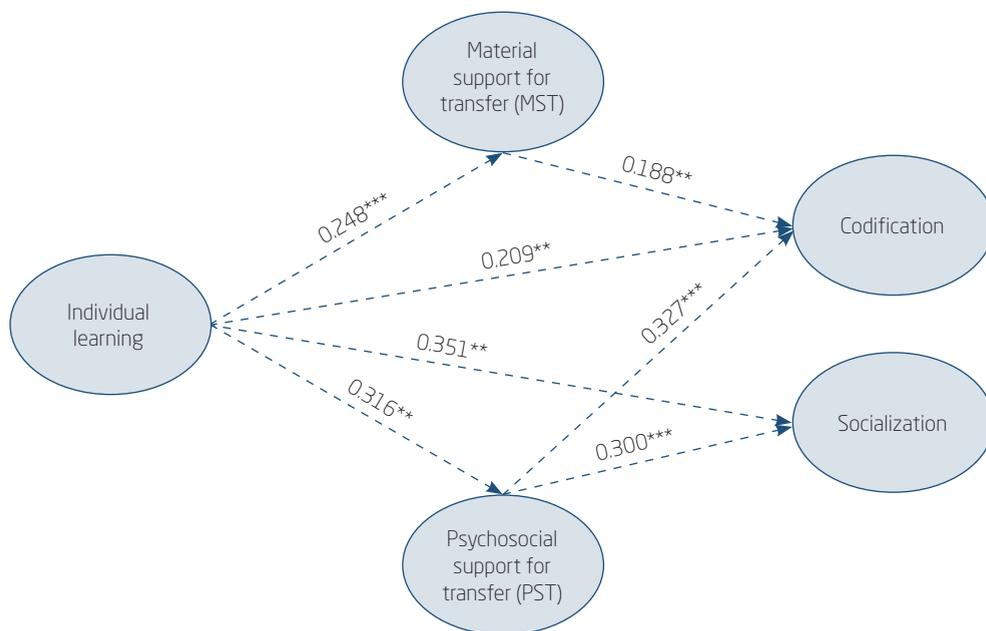 Material
support for
transfer (MST)
0.188**
0.248***
Codification
0.209**
Individual
learning
0.327***
0.351**
0.316**
Socialization
0.300***
Psychosocial
support for
transfer (PST)